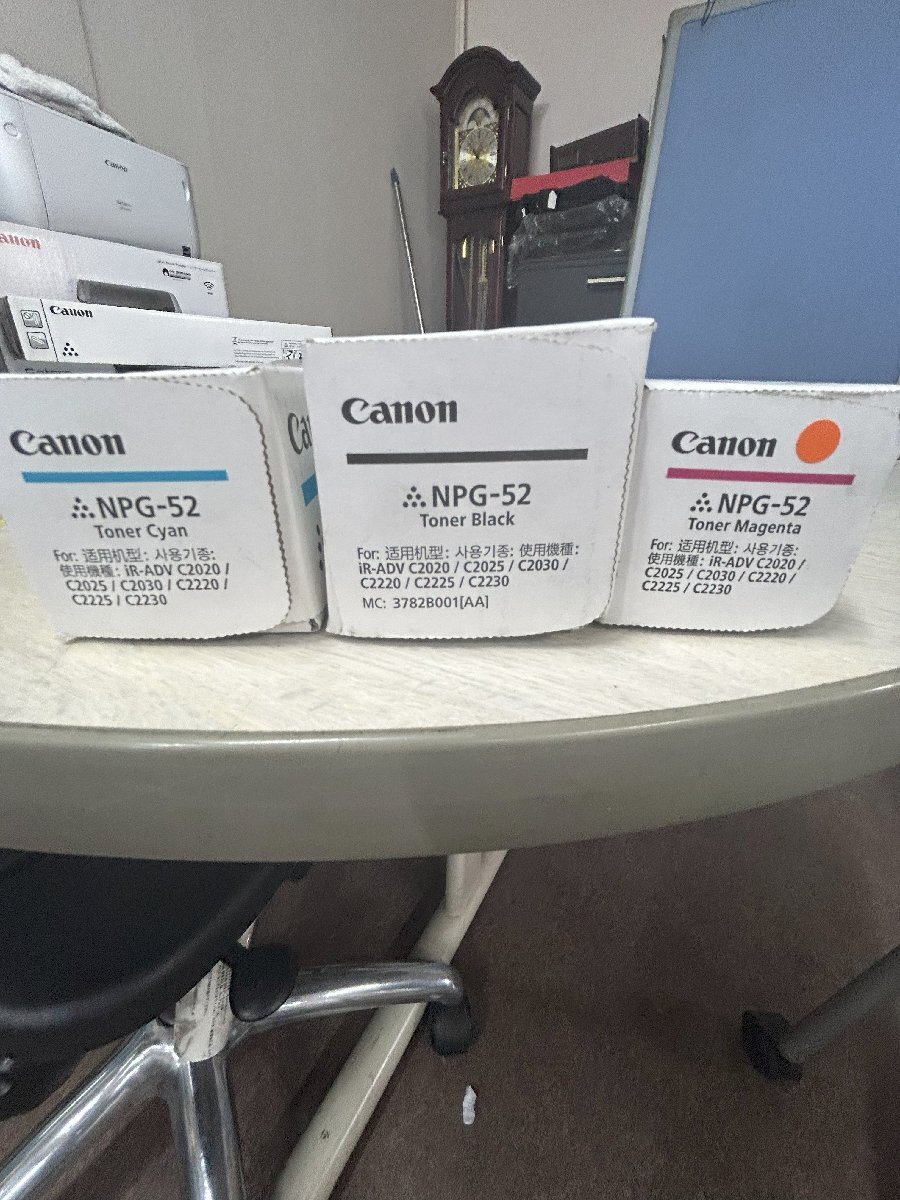 Canon
anon
Canon
Canon
NPG-52
Toner Cyan
For: 适用机型: 사용기종:
使用機種: iR-ADV C2020 /
C2025 / C2030 / C2220 /
C2225 / C2230
Ca
Canon
NPG-52
Toner Black
For: 适用机型: 사용기종: 使用機種:
iR-ADV C2020 / C2025 / C2030 /
C2220 / C2225 / C2230
MC: 3782B001[AA]
Canon
NPG-52
Toner Magenta
For: 适用机型: 사용기종:
使用機種: iR-ADV C2020 /
C2025 / C2030 / C2220 /
C2225 / C2230